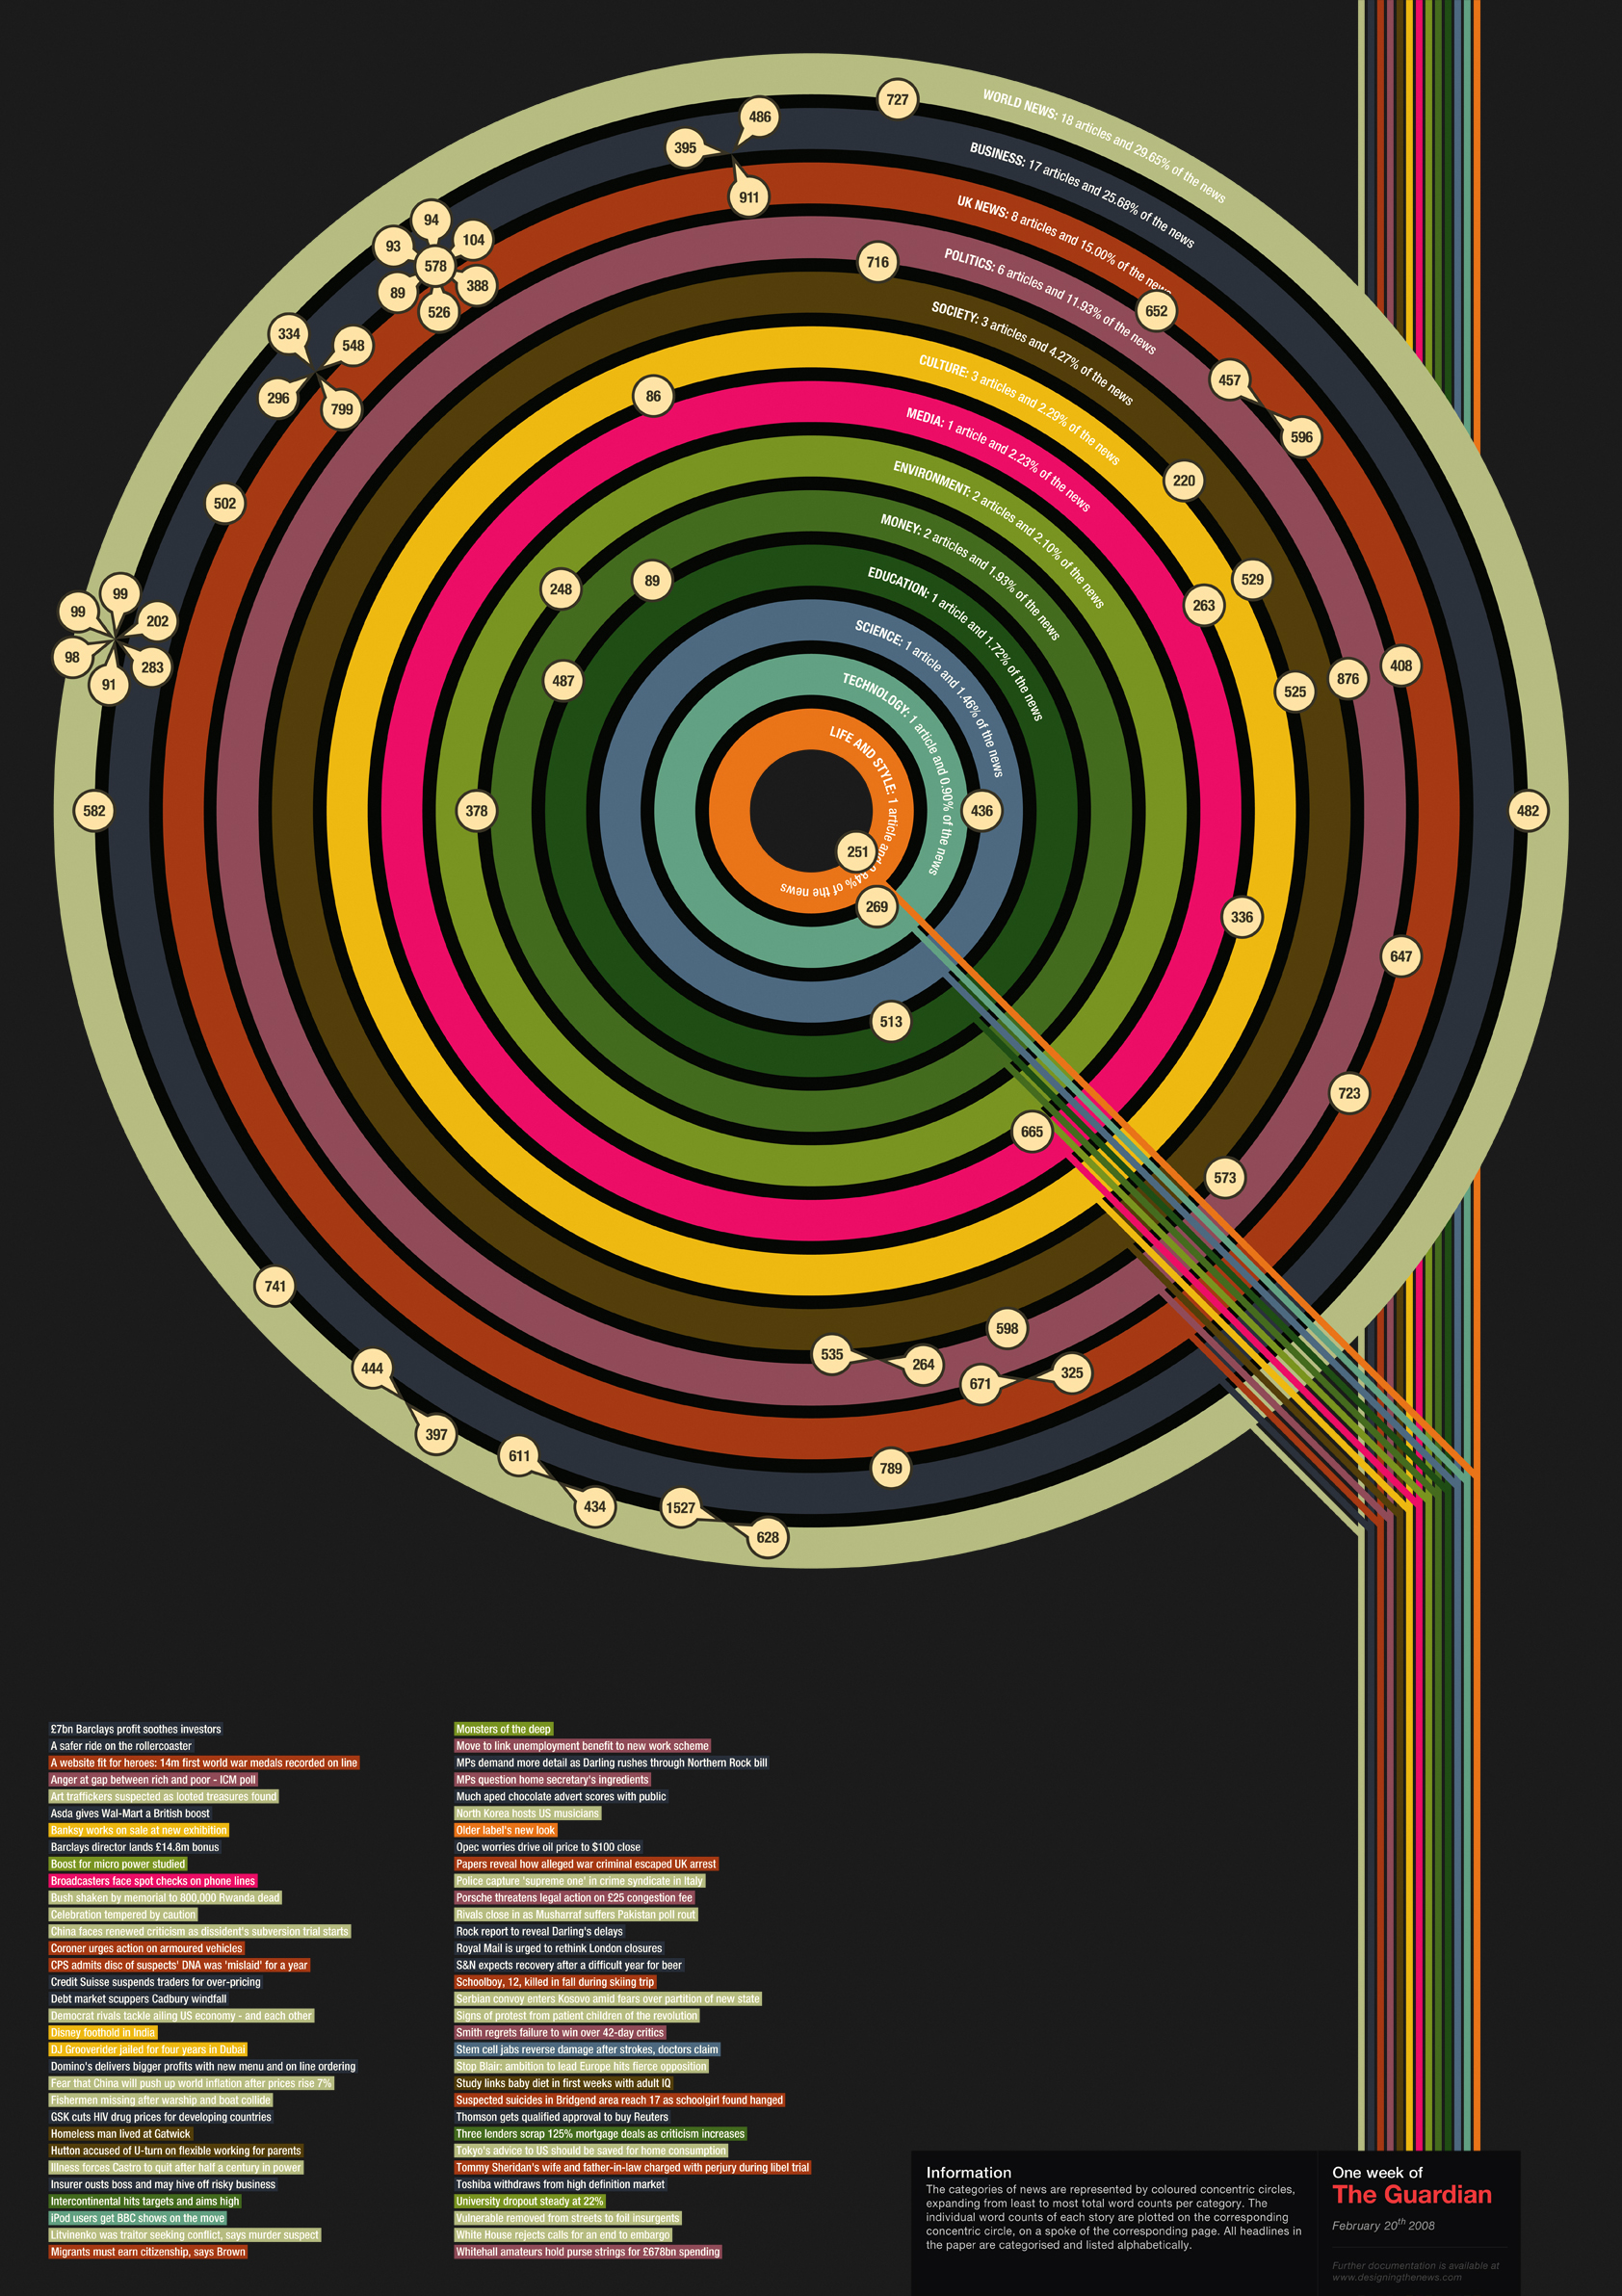 WORLD NEWS: 18 articles and 29.65% of the news
BUSINESS: 17 articles and 25.68% of the news
UK NEWS: 8 articles and 15.00% of the news
POLITICS: 6 articles and 11.93% of the news
SOCIETY: 3 articles and 4.27% of the news
CULTURE: 3 articles and 2.29% of the news
MEDIA: 1 article and 2.23% of the news
ENVIRONMENT: 2 articles and 2.10% of the news
MONEY: 2 articles and 1.93% of the news
EDUCATION: 1 article and 1.72% of the news
SCIENCE: 1 article and 1.46% of the news
TECHNOLOGY: 1 article and 0.90% of the news
LIFE AND STYLE: 1 article and 0.84% of the news
727
486
395
911
94
93
104
578
89
388
526
716
652
334
548
296
799
457
596
86
220
502
529
263
248
89
99
99
202
98
283
91
487
408
876
525
582
378
436
482
251
269
336
647
513
723
665
573
741
598
535
264
444
671
325
397
611
789
434
1527
628
£7bn Barclays profit soothes investors
A safer ride on the rollercoaster
A website fit for heroes: 14m first world war medals recorded on line
Anger at gap between rich and poor - ICM poll
Art traffickers suspected as looted treasures found
Asda gives Wal-Mart a British boost
Banksy works on sale at new exhibition
Barclays director lands £14.8m bonus
Boost for micro power studied
Broadcasters face spot checks on phone lines
Bush shaken by memorial to 800,000 Rwanda dead
Celebration tempered by caution
China faces renewed criticism as dissident's subversion trial starts
Coroner urges action on armoured vehicles
CPS admits disc of suspects' DNA was 'mislaid' for a year
Credit Suisse suspends traders for over-pricing
Debt market scuppers Cadbury windfall
Democrat rivals tackle ailing US economy - and each other
Disney foothold in India
DJ Grooverider jailed for four years in Dubai
Domino's delivers bigger profits with new menu and on line ordering
Fear that China will push up world inflation after prices rise 7%
Fishermen missing after warship and boat collide
GSK cuts HIV drug prices for developing countries
Homeless man lived at Gatwick
Hutton accused of U-turn on flexible working for parents
Illness forces Castro to quit after half a century in power
Insurer ousts boss and may hive off risky business
Intercontinental hits targets and aims high
iPod users get BBC shows on the move
Litvinenko was traitor seeking conflict, says murder suspect
Migrants must earn citizenship, says Brown
Monsters of the deep
Move to link unemployment benefit to new work scheme
MPs demand more detail as Darling rushes through Northern Rock bill
MPs question home secretary's ingredients
Much aped chocolate advert scores with public
North Korea hosts US musicians
Older label's new look
Opec worries drive oil price to $100 close
Papers reveal how alleged war criminal escaped UK arrest
Police capture 'supreme one' in crime syndicate in Italy
Porsche threatens legal action on £25 congestion fee
Rivals close in as Musharraf suffers Pakistan poll rout
Rock report to reveal Darling's delays
Royal Mail is urged to rethink London closures
S&N expects recovery after a difficult year for beer
Schoolboy, 12, killed in fall during skiing trip
Serbian convoy enters Kosovo amid fears over partition of new state
Signs of protest from patient children of the revolution
Smith regrets failure to win over 42-day critics
Stem cell jabs reverse damage after strokes, doctors claim
Stop Blair: ambition to lead Europe hits fierce opposition
Study links baby diet in first weeks with adult IQ
Suspected suicides in Bridgend area reach 17 as schoolgirl found hanged
Thomson gets qualified approval to buy Reuters
Three lenders scrap 125% mortgage deals as criticism increases
Tokyo's advice to US should be saved for home consumption
Tommy Sheridan's wife and father-in-law charged with perjury during libel trial
Toshiba withdraws from high definition market
University dropout steady at 22%
Vulnerable removed from streets to foil insurgents
White House rejects calls for an end to embargo
Whitehall amateurs hold purse strings for £678bn spending
Information
The categories of news are represented by coloured concentric circles,
expanding from least to most total word counts per category. The
individual word counts of each story are plotted on the corresponding
concentric circle, on a spoke of the corresponding page. All headlines in
the paper are categorised and listed alphabetically.
One week of
The Guardian
February 20th 2008
Further documentation is available at
www.designingthenews.com